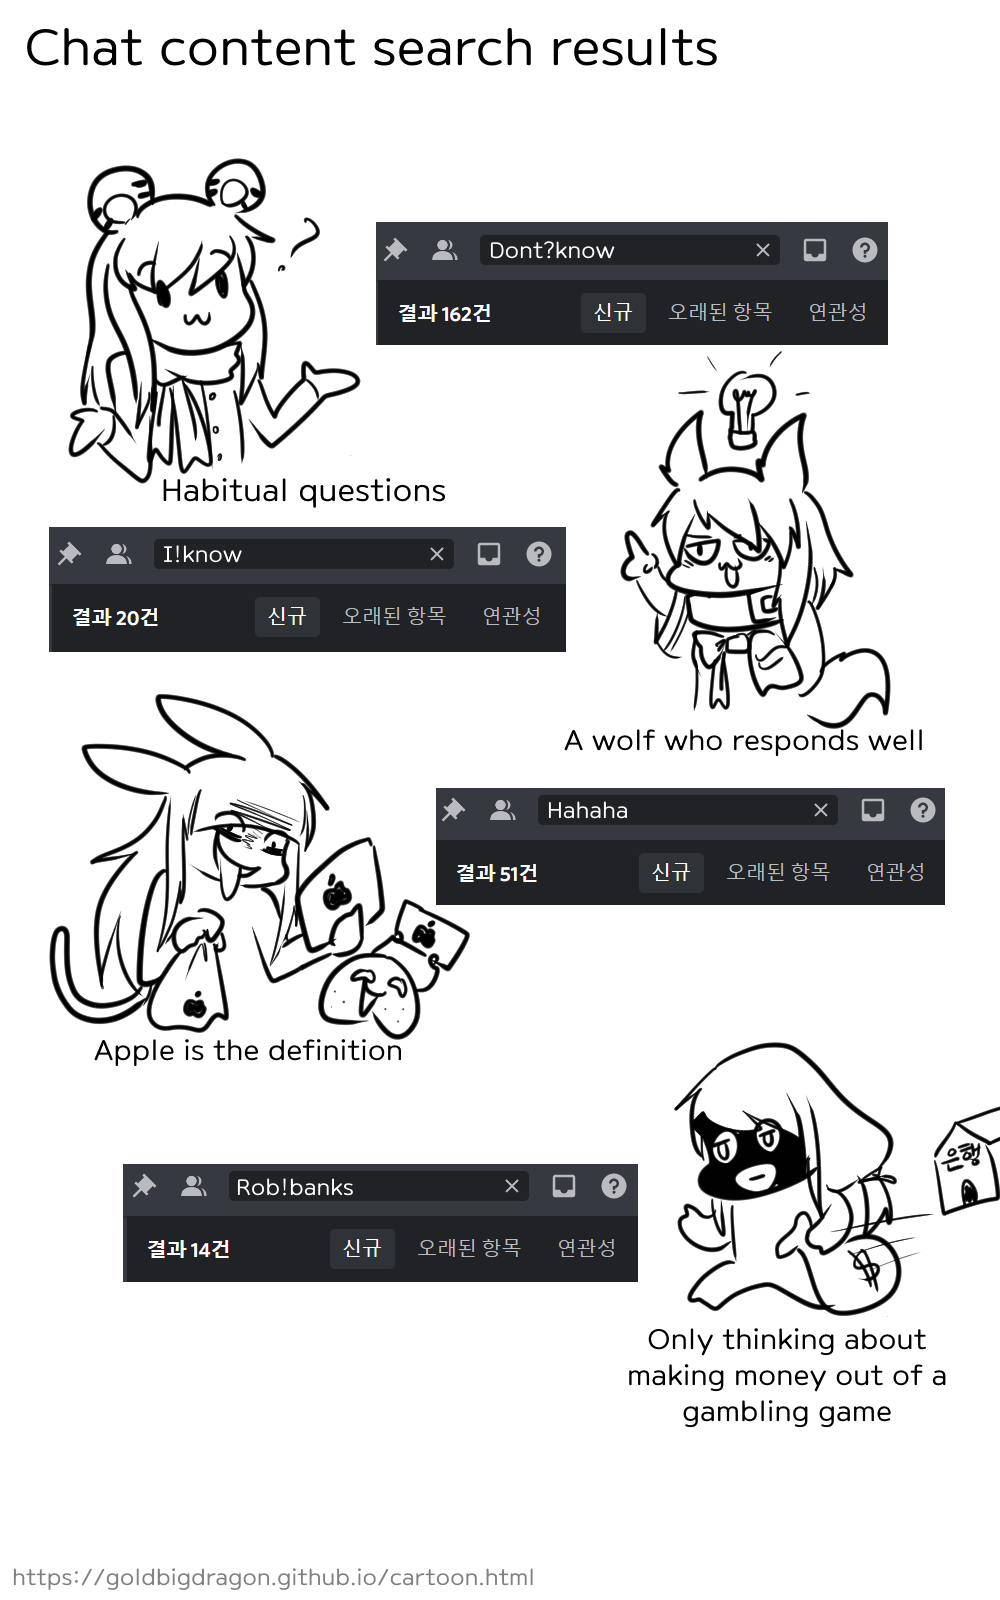 Chat content search results
?
Dont?know
결과 162건 신규 오래된 항목 연관성
Habitual questions
I!know
결과 20건 신규 오래된 항목 연관성
A wolf who responds well
Hahaha
결과 51건 신규 오래된 항목 연관성
Apple is the definition
은행
$
Rob!banks
결과 14건 신규 오래된 항목 연관성
Only thinking about
making money out of a
gambling game
https://goldbigdragon.github.io/cartoon.html